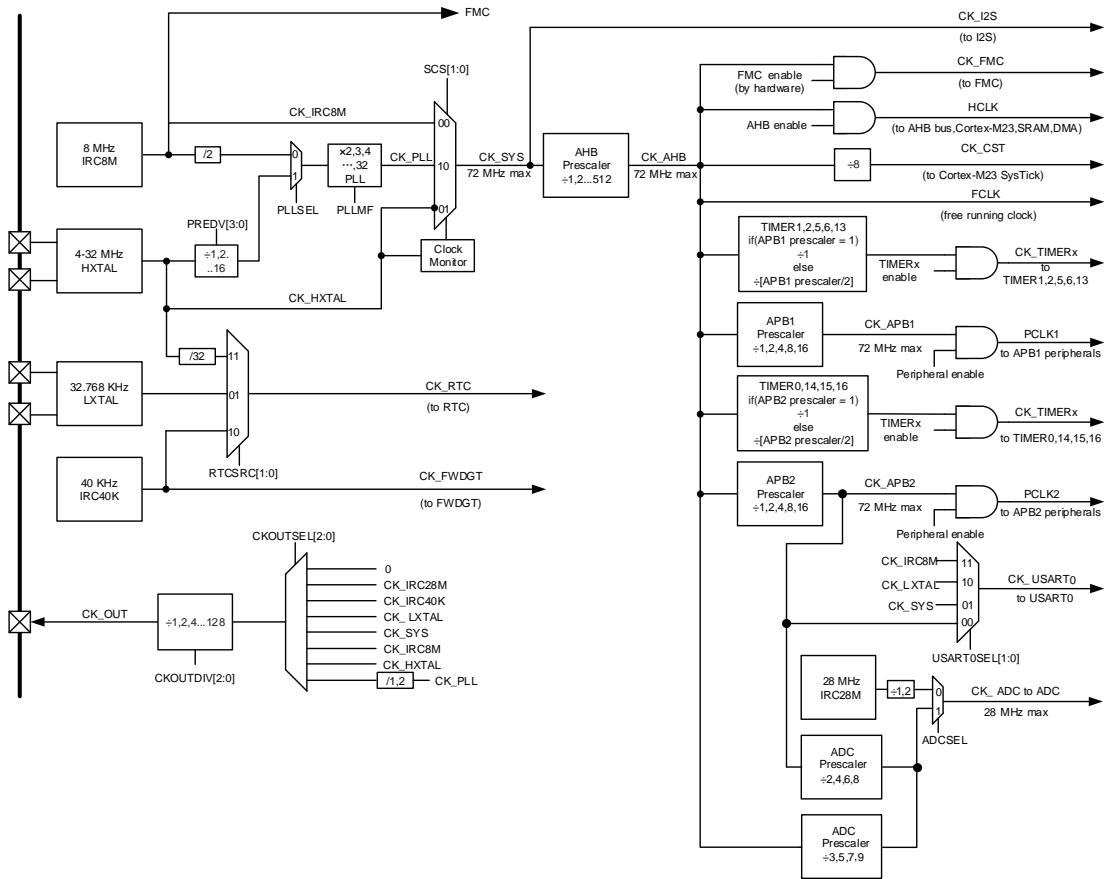 FMC
CK_I2S
(to I2S)
SCS[1:0]
CK_FMC
(to FMC)
FMC enable
(by hardware)
HCLK
(to AHB bus,Cortex-M23,SRAM,DMA)
AHB enable
8 MHz
IRC8M
CK_IRC8M
00
/2
0
1
PLLSEL
×2,3,4
…,32
PLL
PLLMF
CK_PLL
10
01
CK_SYS
72 MHz max
AHB
Prescaler
÷1,2...512
CK_AHB
72 MHz max
÷8
CK_CST
(to Cortex-M23 SysTick)
FCLK
(free running clock)
4-32 MHz
HXTAL
PREDV[3:0]
÷1,2.
..16
Clock
Monitor
CK_HXTAL
TIMER1,2,5,6,13
if(APB1 prescaler = 1)
÷1
else
÷[APB1 prescaler/2]
TIMERx
enable
CK_TIMERx
to
TIMER1,2,5,6,13
APB1
Prescaler
÷1,2,4,8,16
CK_APB1
72 MHz max
Peripheral enable
PCLK1
to APB1 peripherals
/32
11
01
10
RTCSRC[1:0]
32.768 KHz
LXTAL
CK_RTC
(to RTC)
TIMER0,14,15,16
if(APB2 prescaler = 1)
÷1
else
÷[APB2 prescaler/2]
TIMERx
enable
CK_TIMERx
to TIMER0,14,15,16
40 KHz
IRC40K
CK_FWDGT
(to FWDGT)
APB2
Prescaler
÷1,2,4,8,16
CK_APB2
72 MHz max
Peripheral enable
PCLK2
to APB2 peripherals
CKOUTSEL[2:0]
0
CK_IRC28M
CK_IRC40K
CK_ LXTAL
CK_SYS
CK_IRC8M
CK_HXTAL
/1,2
CK_PLL
CK_OUT
÷1,2,4...128
CKOUTDIV[2:0]
CK_IRC8M
11
CK_LXTAL
10
CK_SYS
01
00
CK_USART0
to USART0
USART0SEL[1:0]
28 MHz
IRC28M
÷1,2
0
1
ADCSEL
CK_ ADC to ADC
28 MHz max
ADC
Prescaler
÷2,4,6,8
ADC
Prescaler
÷3,5,7,9